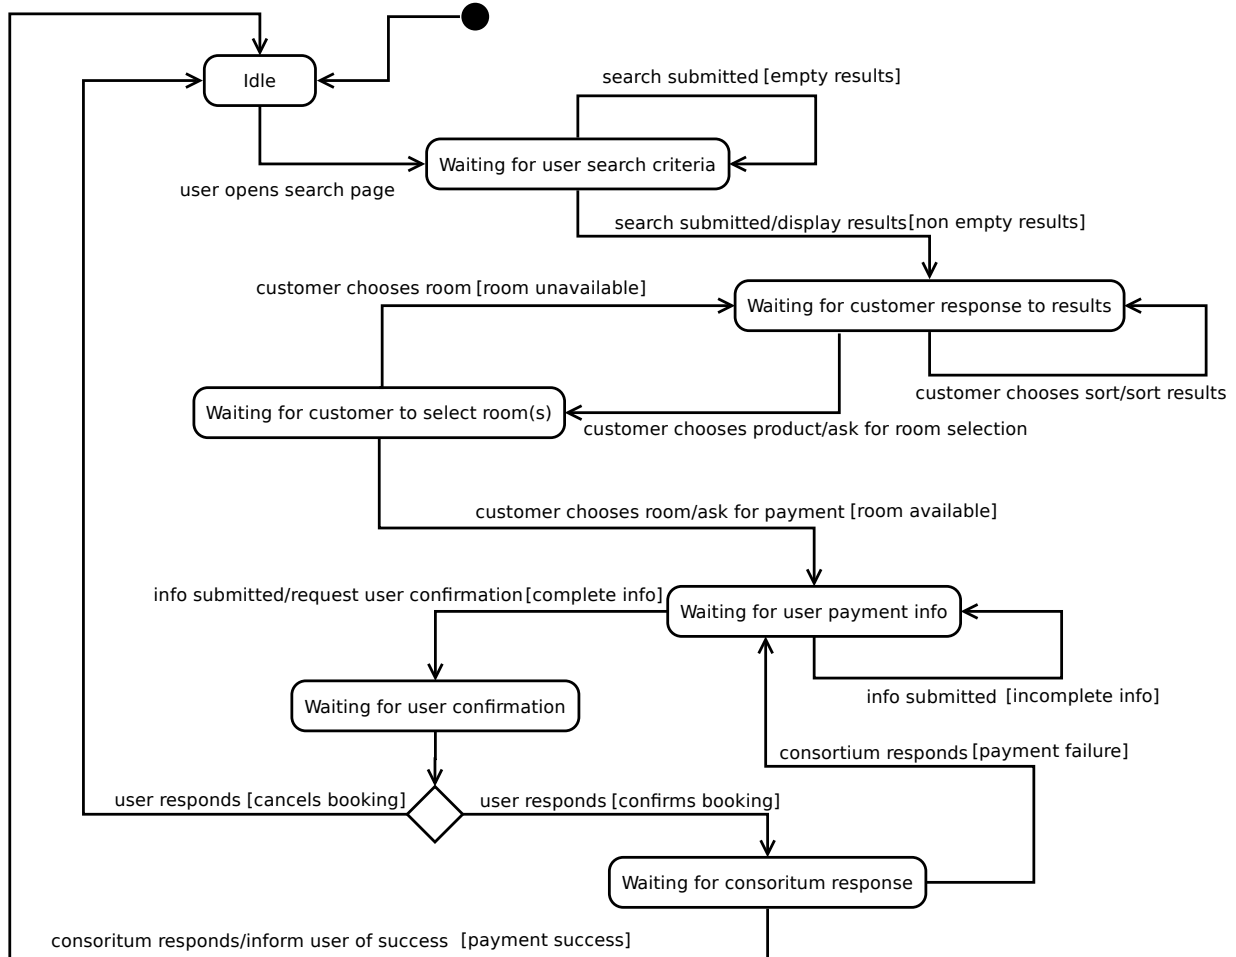 Idle
search submitted [empty results]
Waiting for user search criteria
user opens search page
search submitted/display results [non empty results]
customer chooses room [room unavailable]
Waiting for customer response to results
customer chooses sort/sort results
Waiting for customer to select room(s)
customer chooses product/ask for room selection
customer chooses room/ask for payment [room available]
info submitted/request user confirmation [complete info]
Waiting for user payment info
info submitted [incomplete info]
Waiting for user confirmation
consortium responds [payment failure]
user responds [cancels booking]
user responds [confirms booking]
Waiting for consoritum response
consoritum responds/inform user of success [payment success]